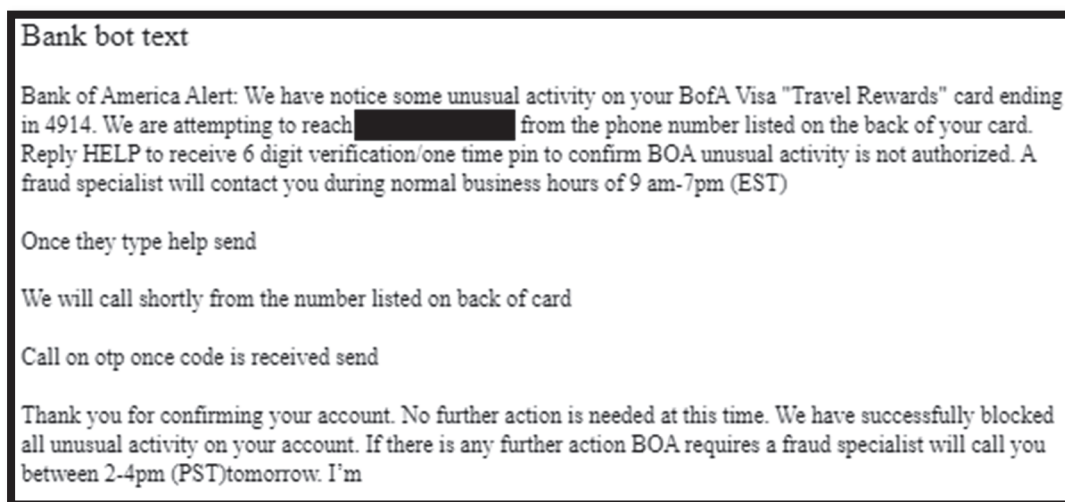 Bank bot text
Bank of America Alert: We have notice some unusual activity on your BofA Visa "Travel Rewards" card ending
in 4914. We are attempting to reach from the phone number listed on the back of your card.
Reply HELP to receive 6 digit verification/one time pin to confirm BOA unusual activity is not authorized. A
fraud specialist will contact you during normal business hours of 9 am-7pm (EST)
Once they type help send
We will call shortly from the number listed on back of card
Call on otp once code is received send
Thank you for confirming your account. No further action is needed at this time. We have successfully blocked
all unusual activity on your account. If there is any further action BOA requires a fraud specialist will call you
between 2-4pm (PST)tomorrow. I’m